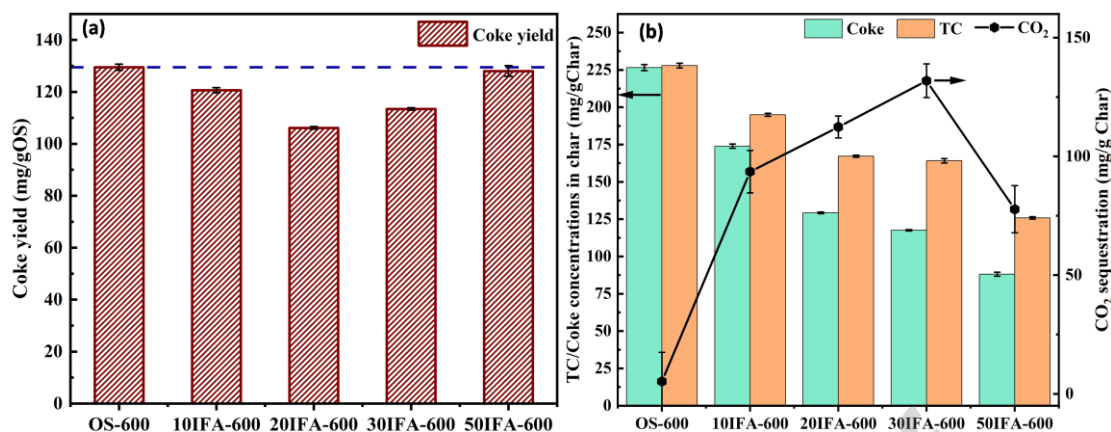 (a)
Coke yield
Coke yield (mg/gOS)
140
120
100
80
60
40
20
0
OS-600 10IFA-600 20IFA-600 30IFA-600 50IFA-600
(b)
Coke TC CO₂
TC/Coke concentrations in char (mg/gChar)
250
225
200
175
150
125
100
75
50
25
0
150
100
50
0
CO₂ sequestration (mg/g Char)
OS-600 10IFA-600 20IFA-600 30IFA-600 50IFA-600